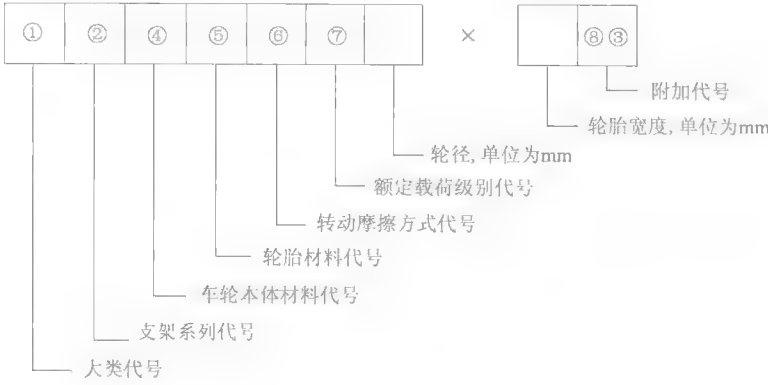 ① ② ④ ⑤ ⑥ ⑦ × ⑧③
附加代号
轮胎宽度,单位为mm
轮径,单位为mm
额定载荷级别代号
转动摩擦方式代号
轮胎材料代号
车轮本体材料代号
支架系列代号
大类代号